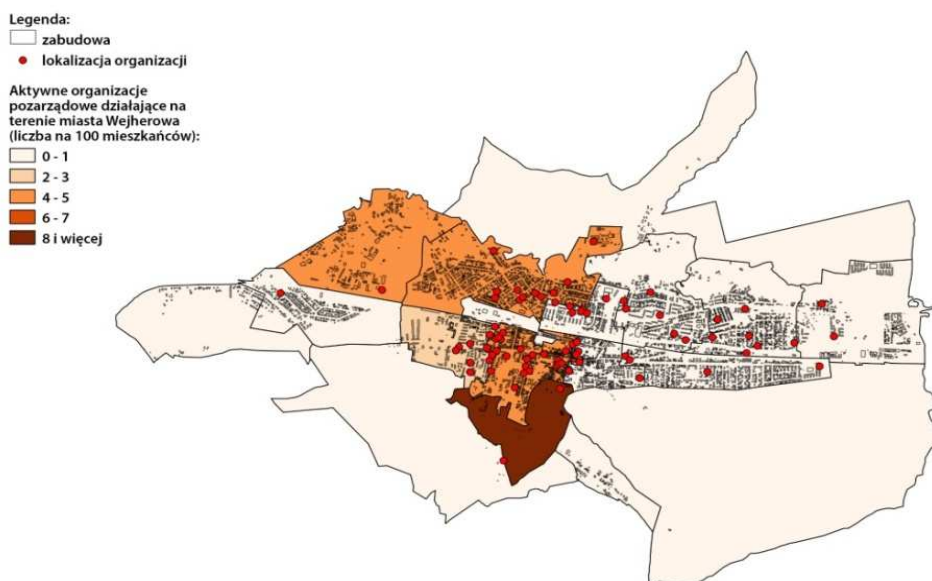 Legenda:
zabudowa
lokalizacja organizacji
Aktywne organizacje
pozarządowe działające na
terenie miasta Wejherowa
(liczba na 100 mieszkańców):
0 - 1
2 - 3
4 - 5
6 - 7
8 i więcej